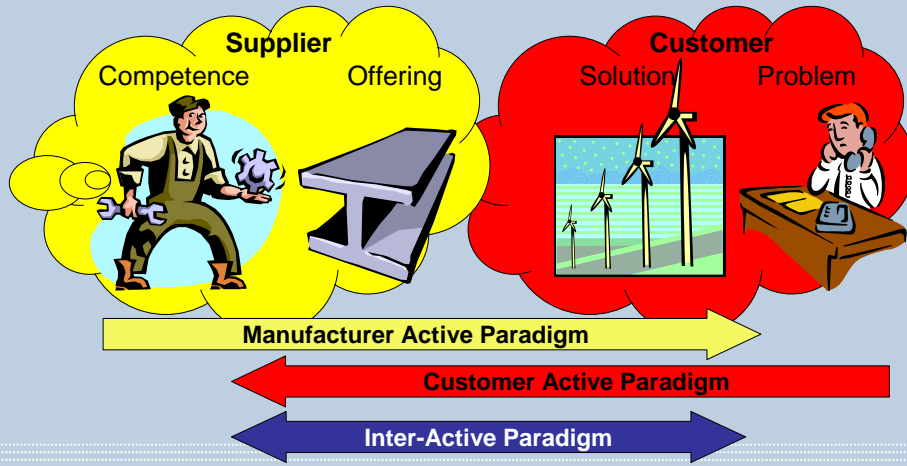 Supplier
Customer
Competence
Offering
Solution
Problem
Manufacturer Active Paradigm
Customer Active Paradigm
Inter-Active Paradigm